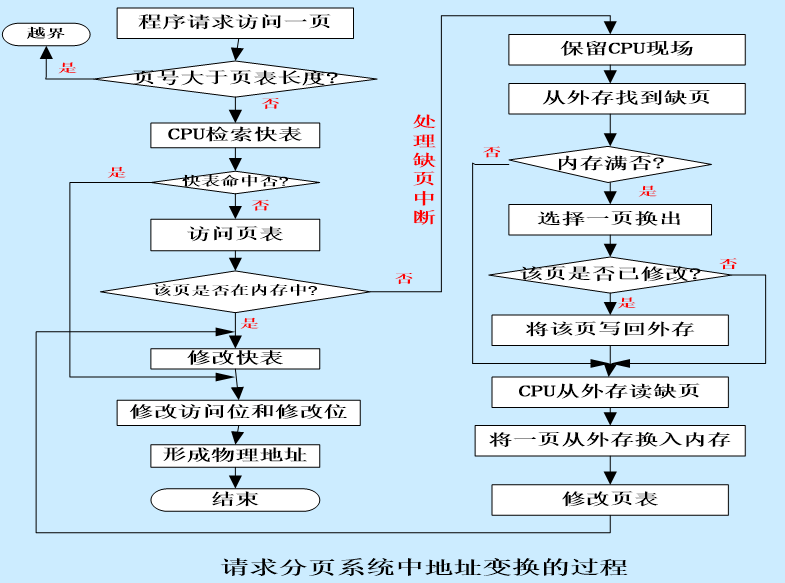 程序请求访问一页
越界
是
页号大于页表长度?
否
CPU检索快表
是
快表命中否?
否
访问页表
该页是否在内存中?
否
是
修改快表
修改访问位和修改位
形成物理地址
结束
处理缺页中断
保留CPU现场
从外存找到缺页
否
内存满否?
是
选择一页换出
该页是否已修改?
否
是
将该页写回外存
CPU从外存读缺页
将一页从外存换入内存
修改页表
请求分页系统中地址变换的过程